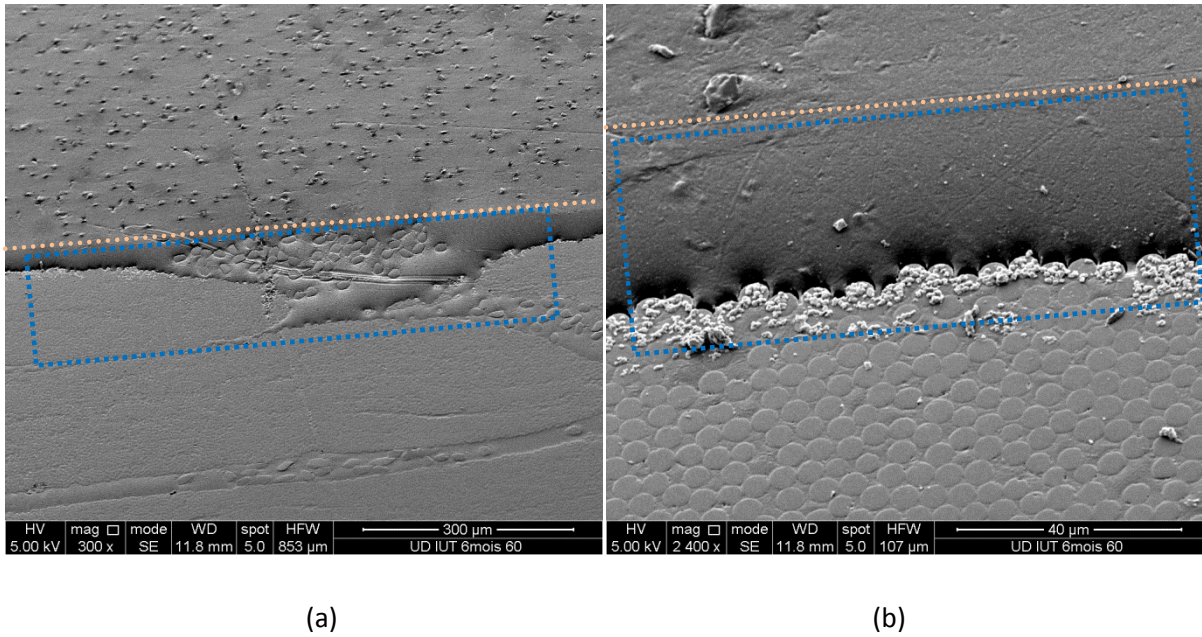 HV mag □ mode WD spot HFW 300 µm
5.00 kV 300 x SE 11.8 mm 5.0 853 µm UD IUT 6mois 60
HV mag □ mode WD spot HFW 40 µm
5.00 kV 2 400 x SE 11.8 mm 5.0 107 µm UD IUT 6mois 60
(a)
(b)